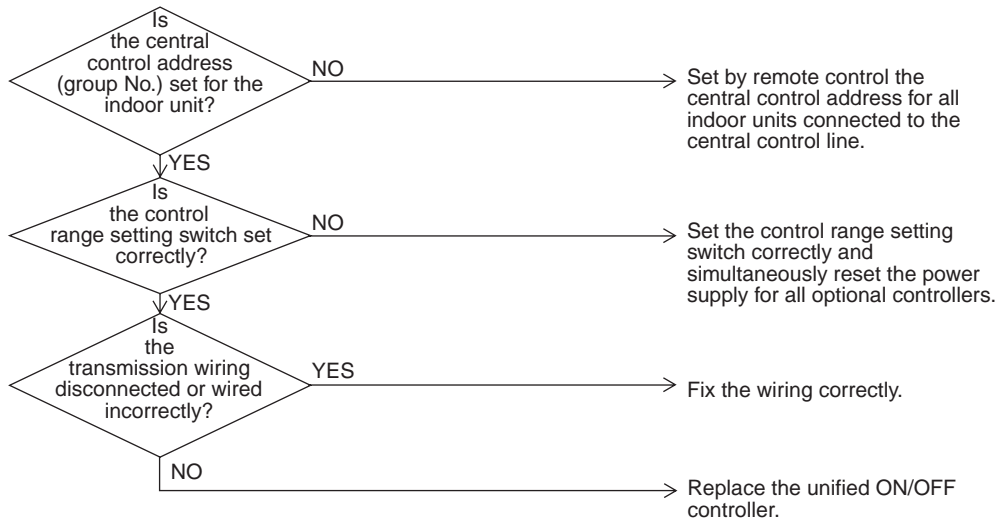 Is
the central
control address
(group No.) set for the
indoor unit?
NO
Set by remote control the
central control address for all
indoor units connected to the
central control line.
YES
Is
the control
range setting switch set
correctly?
NO
Set the control range setting
switch correctly and
simultaneously reset the power
supply for all optional controllers.
YES
Is
the
transmission wiring
disconnected or wired
incorrectly?
YES
Fix the wiring correctly.
NO
Replace the unified ON/OFF
controller.